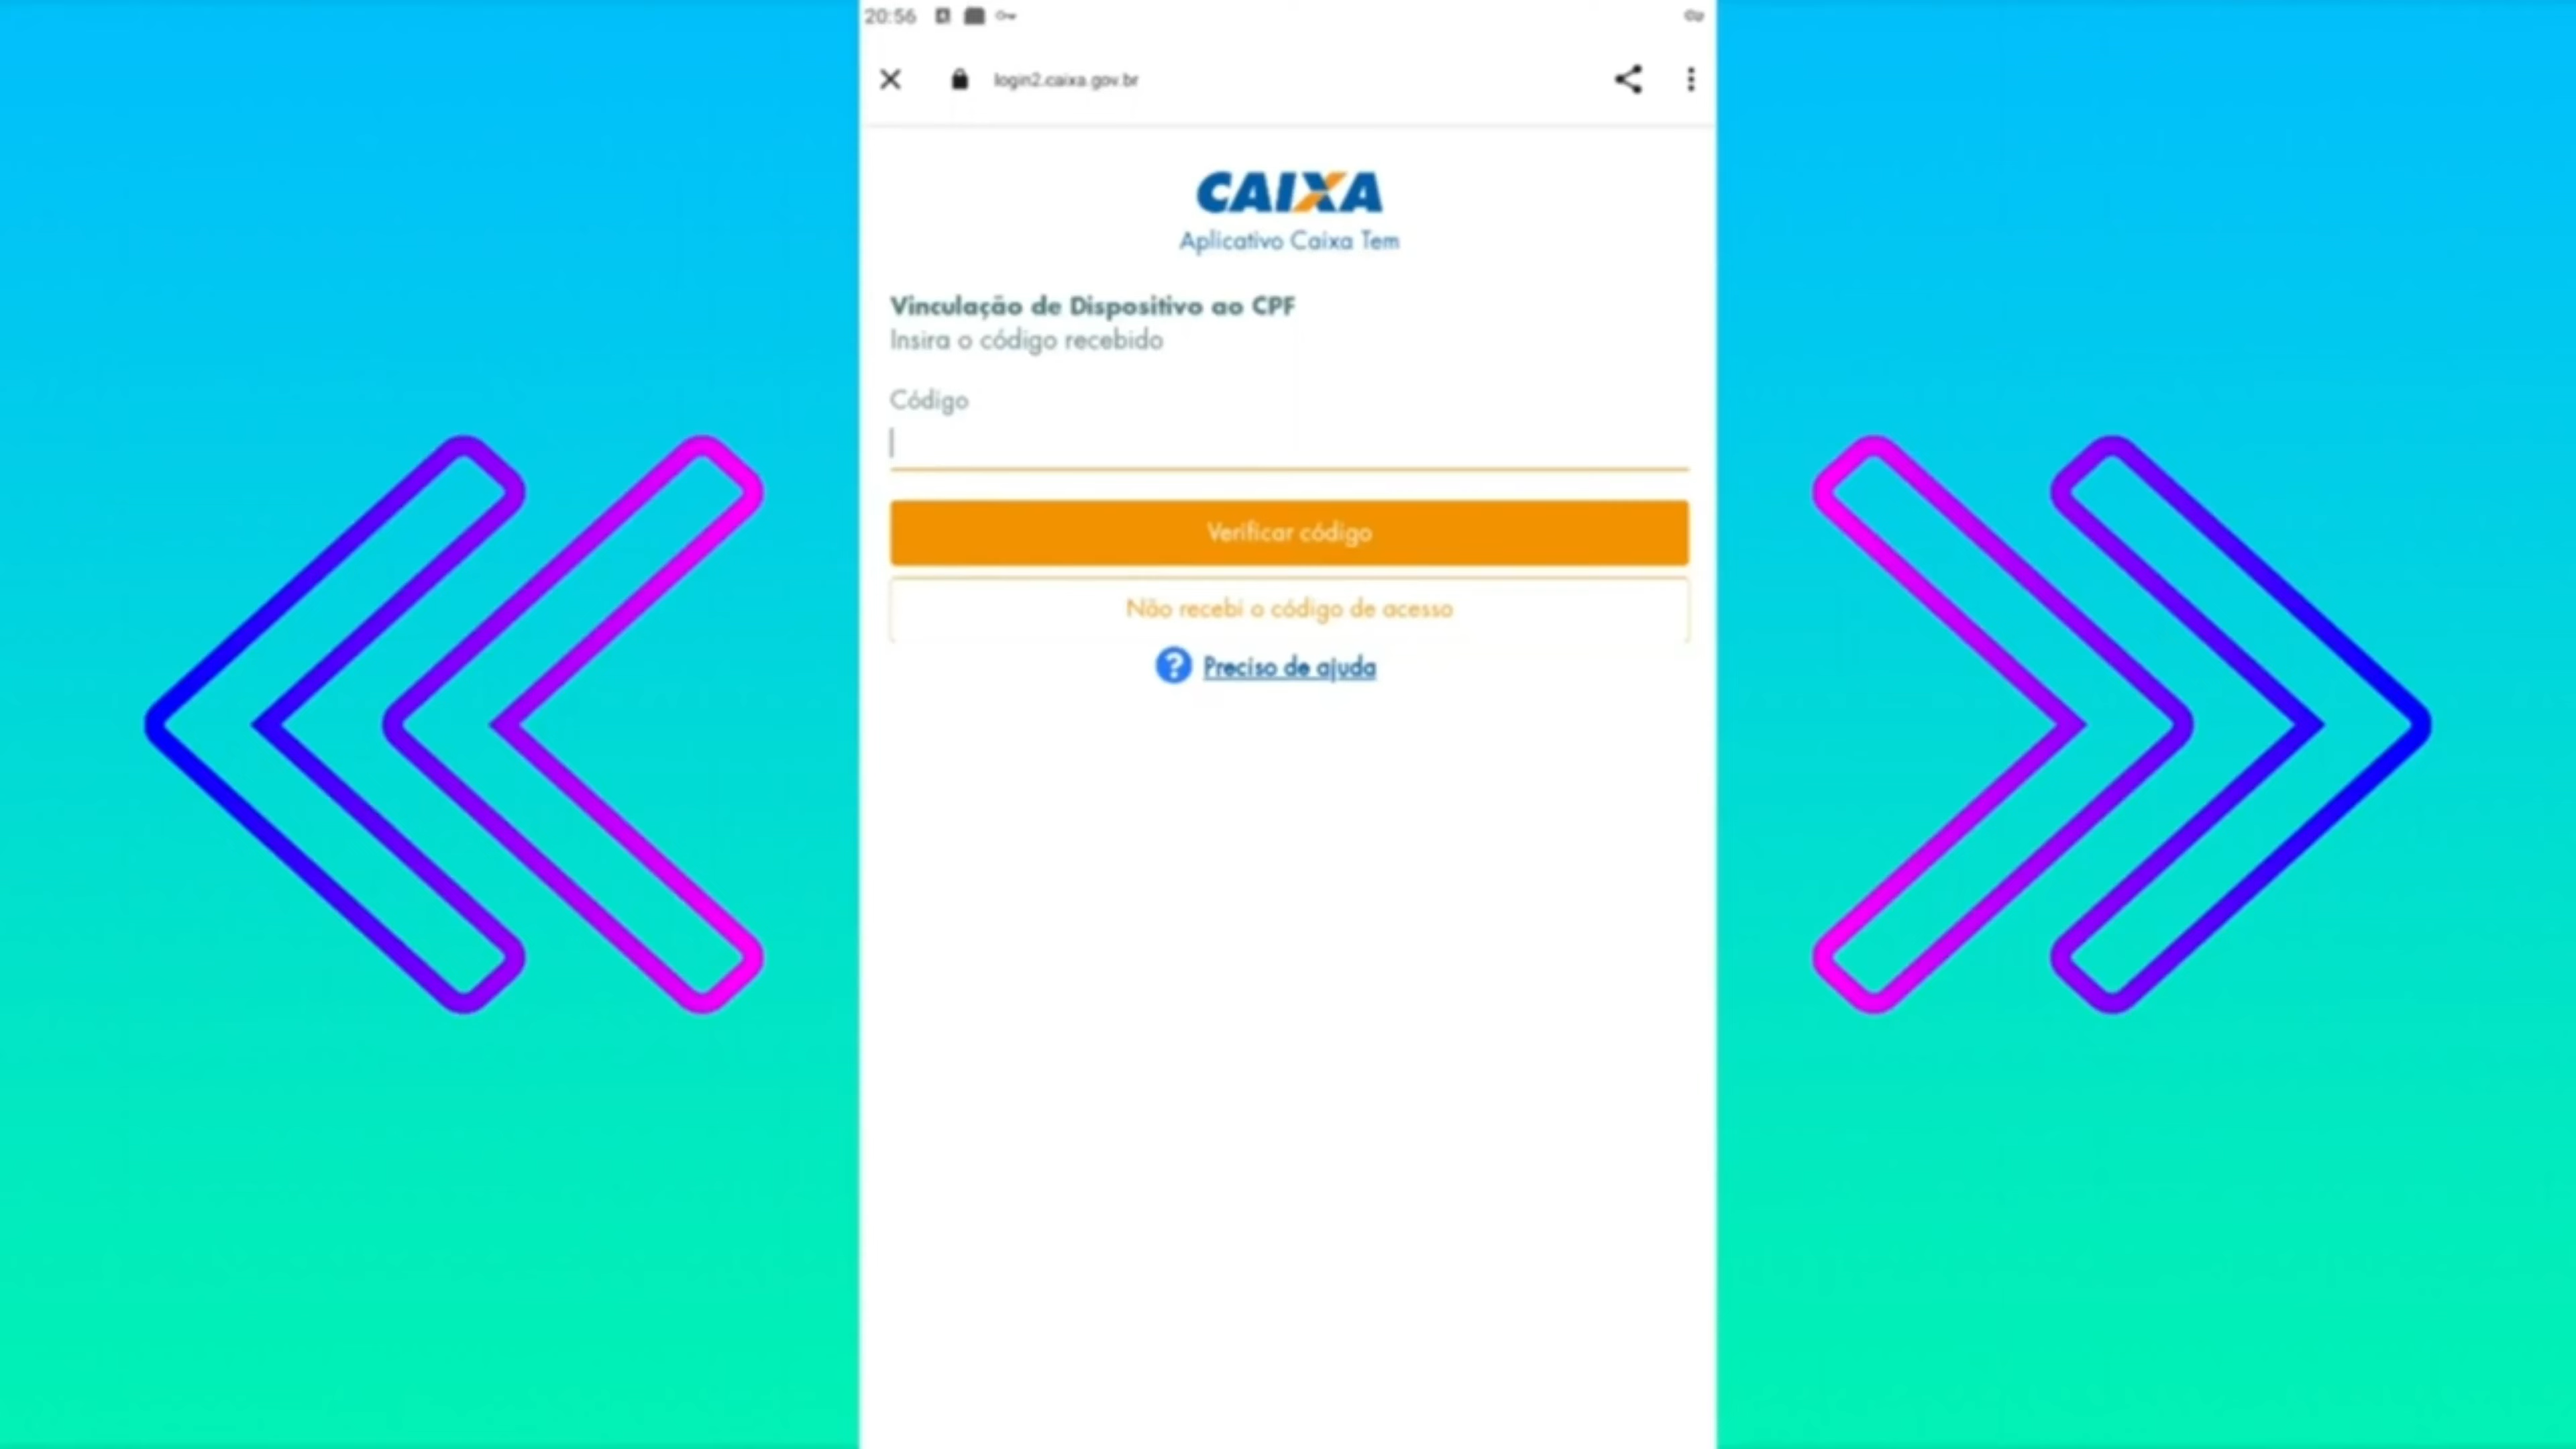 20:56
login2.caixa.gov.br
CAIXA
Aplicativo Caixa Tem
Vinculação de Dispositivo ao CPF
Insira o código recebido
Código
Verificar código
Não recebi o código de acesso
? Preciso de ajuda